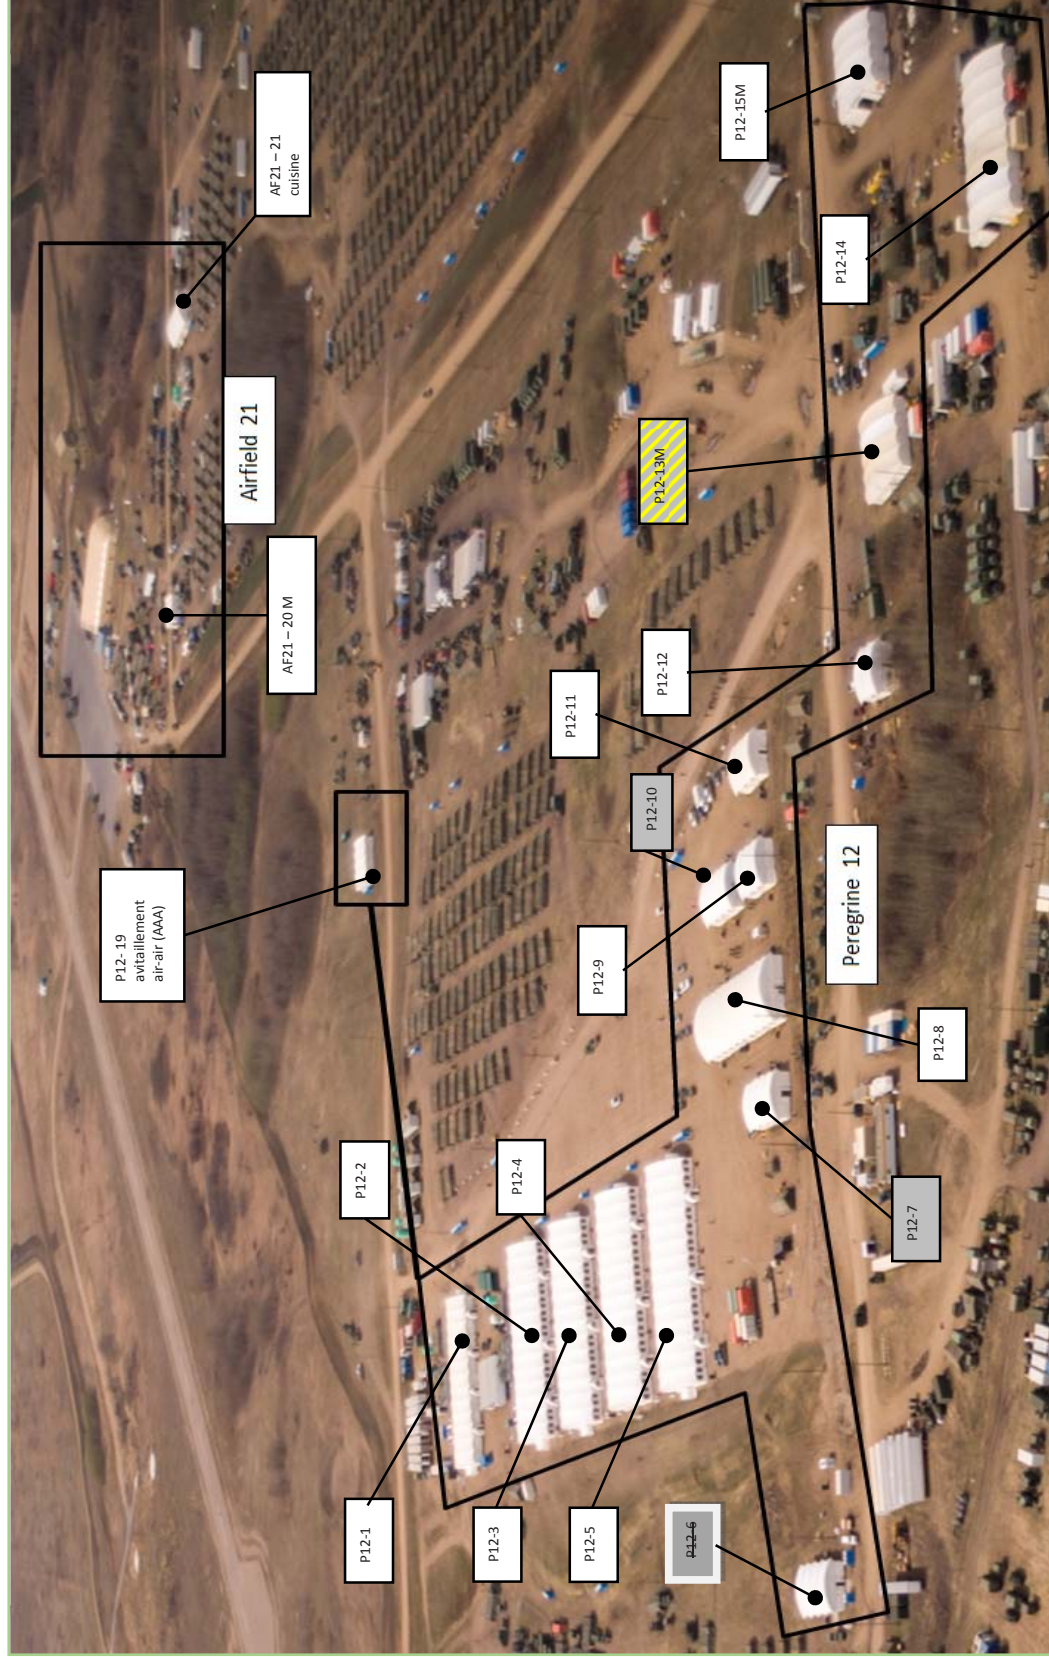 P12- 19
avitaillement
air-air (AAA)
Airfield 21
AF21 – 21
cuisine
AF21 – 20 M
P12-1
P12-2
P12-3
P12-4
P12-5
P12-9
P12-11
P12-6
P12-10
P12-12
P12-13M
P12-15M
P12-14
Peregrine 12
P12-7
P12-8